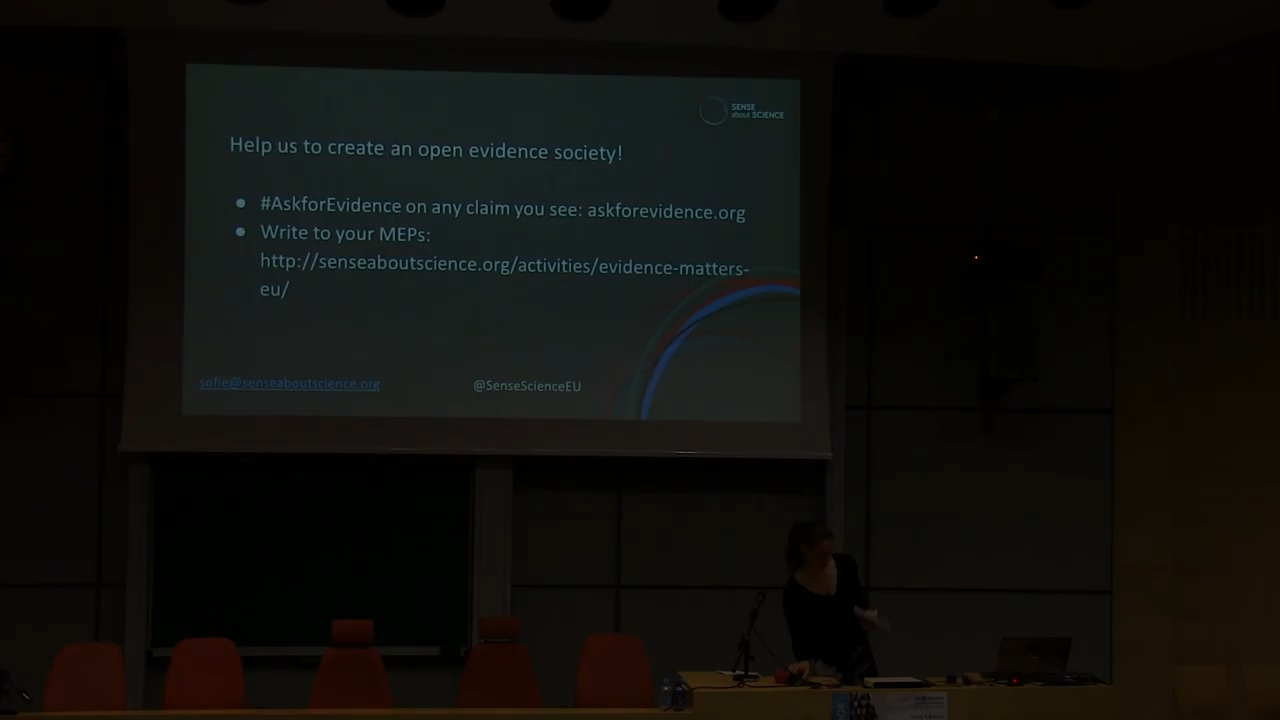 SENSE
about SCIENCE
Help us to create an open evidence society!
● #AskforEvidence on any claim you see: askforevidence.org
● Write to your MEPs:
http://senseaboutscience.org/activities/evidence-matters-
eu/
sofie@senseaboutscience.org @SenseScienceEU